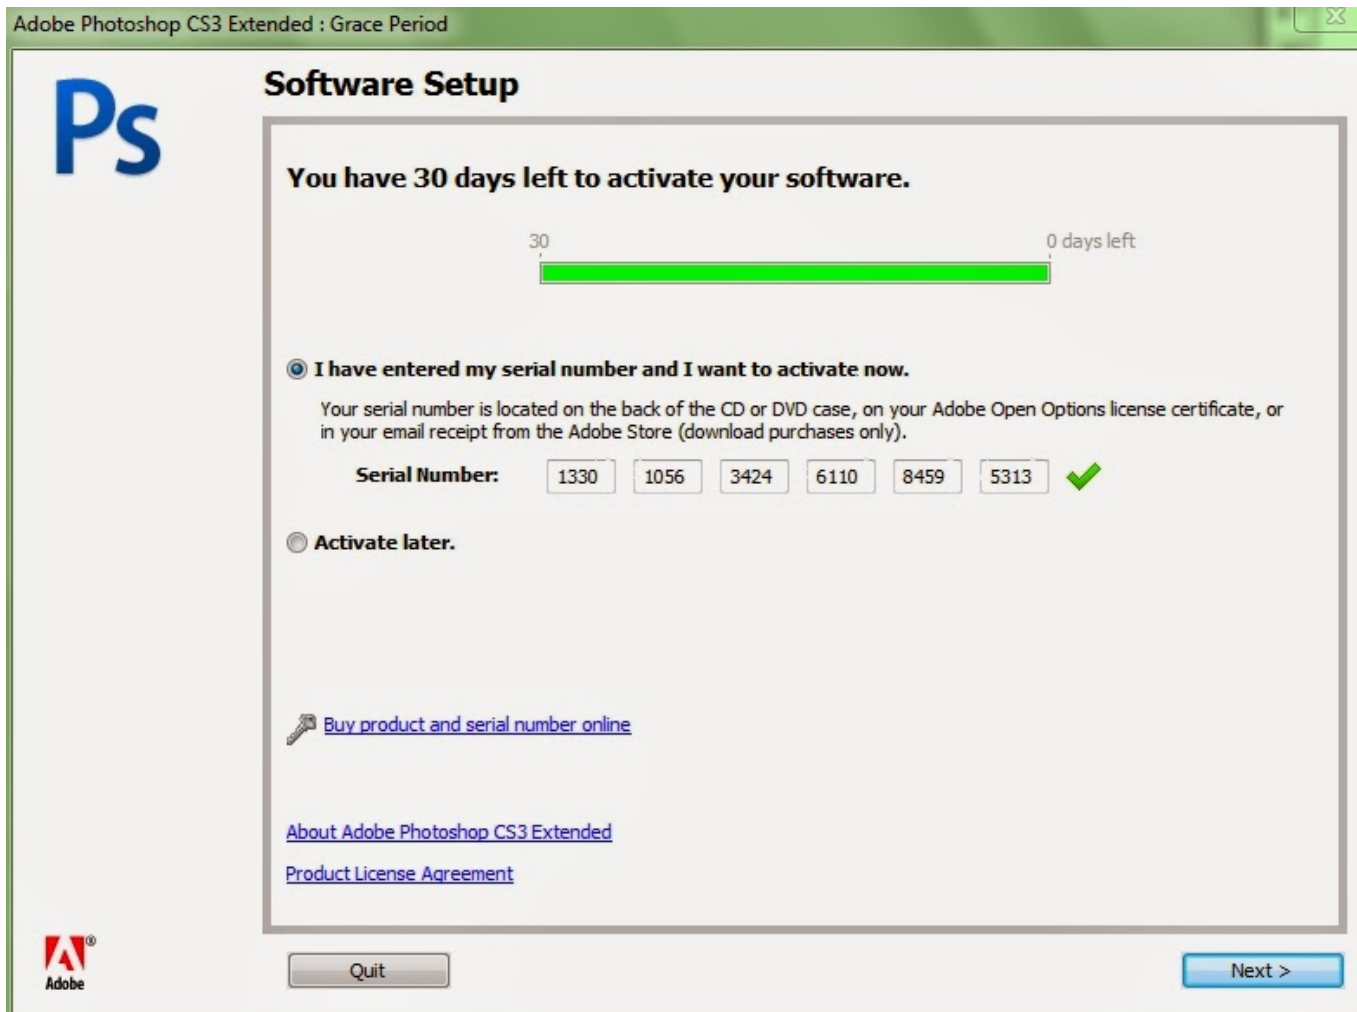 Adobe Photoshop CS3 Extended : Grace Period
Ps
Software Setup
You have 30 days left to activate your software.
30 0 days left
I have entered my serial number and I want to activate now.
Your serial number is located on the back of the CD or DVD case, on your Adobe Open Options license certificate, or
in your email receipt from the Adobe Store (download purchases only).
Serial Number: 1330 1056 3424 6110 8459 5313
Activate later.
Buy product and serial number online
About Adobe Photoshop CS3 Extended
Product License Agreement
Adobe
Quit Next >